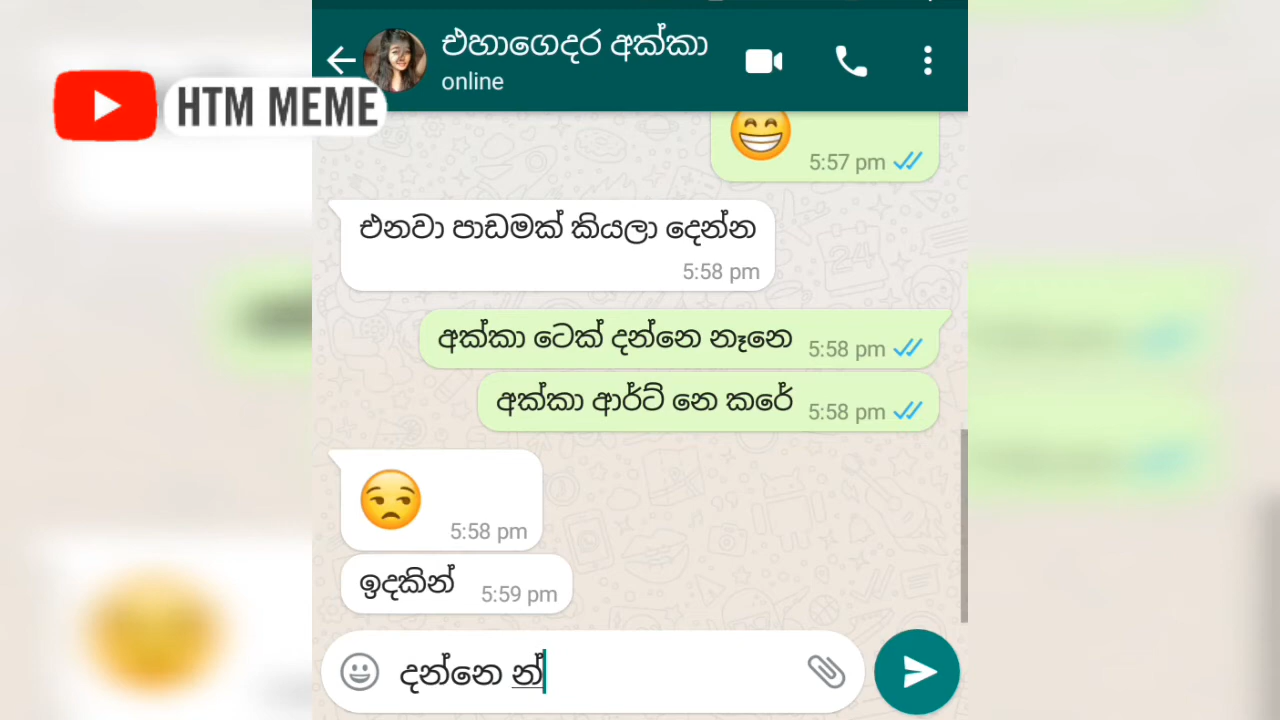 එහාගෙදර අක්කා
online
HTM MEME
5:57 pm
එනවා පාඩමක් කියලා දෙන්න
5:58 pm
අක්කා ටෙක් දන්නෙ නෑනෙ 5:58 pm
අක්කා ආර්ට් නෙ කරේ 5:58 pm
5:58 pm
ඉදකින් 5:59 pm
දන්නෙ න්